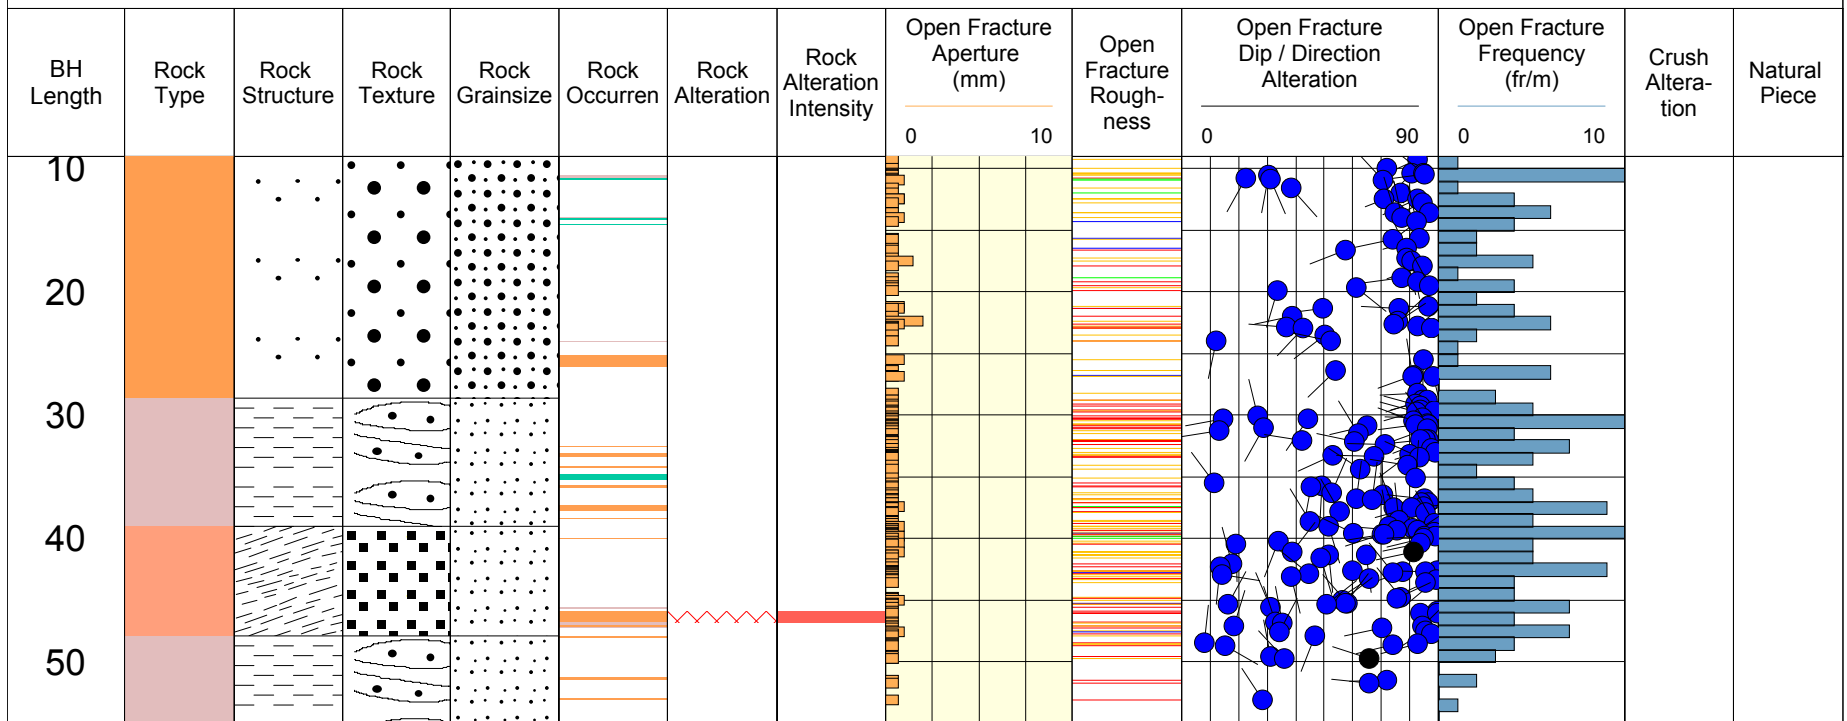 BH
Length
Rock
Type
Rock
Structure
Rock
Texture
Rock
Grainsize
Rock
Occurren
Rock
Alteration
Rock
Alteration
Intensity
Open Fracture
Aperture
(mm)
0 10
Open
Fracture
Rough-
ness
Open Fracture
Dip / Direction
Alteration
0 90
Open Fracture
Frequency
(fr/m)
0 10
Crush
Altera-
tion
Natural
Piece
10
20
30
40
50